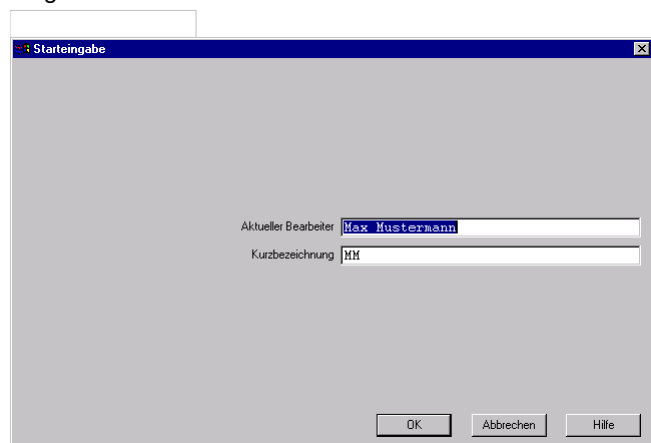 Starteingabe
Aktueller Bearbeiter Max Mustermann
Kurzbezeichnung MM
OK Abbrechen Hilfe